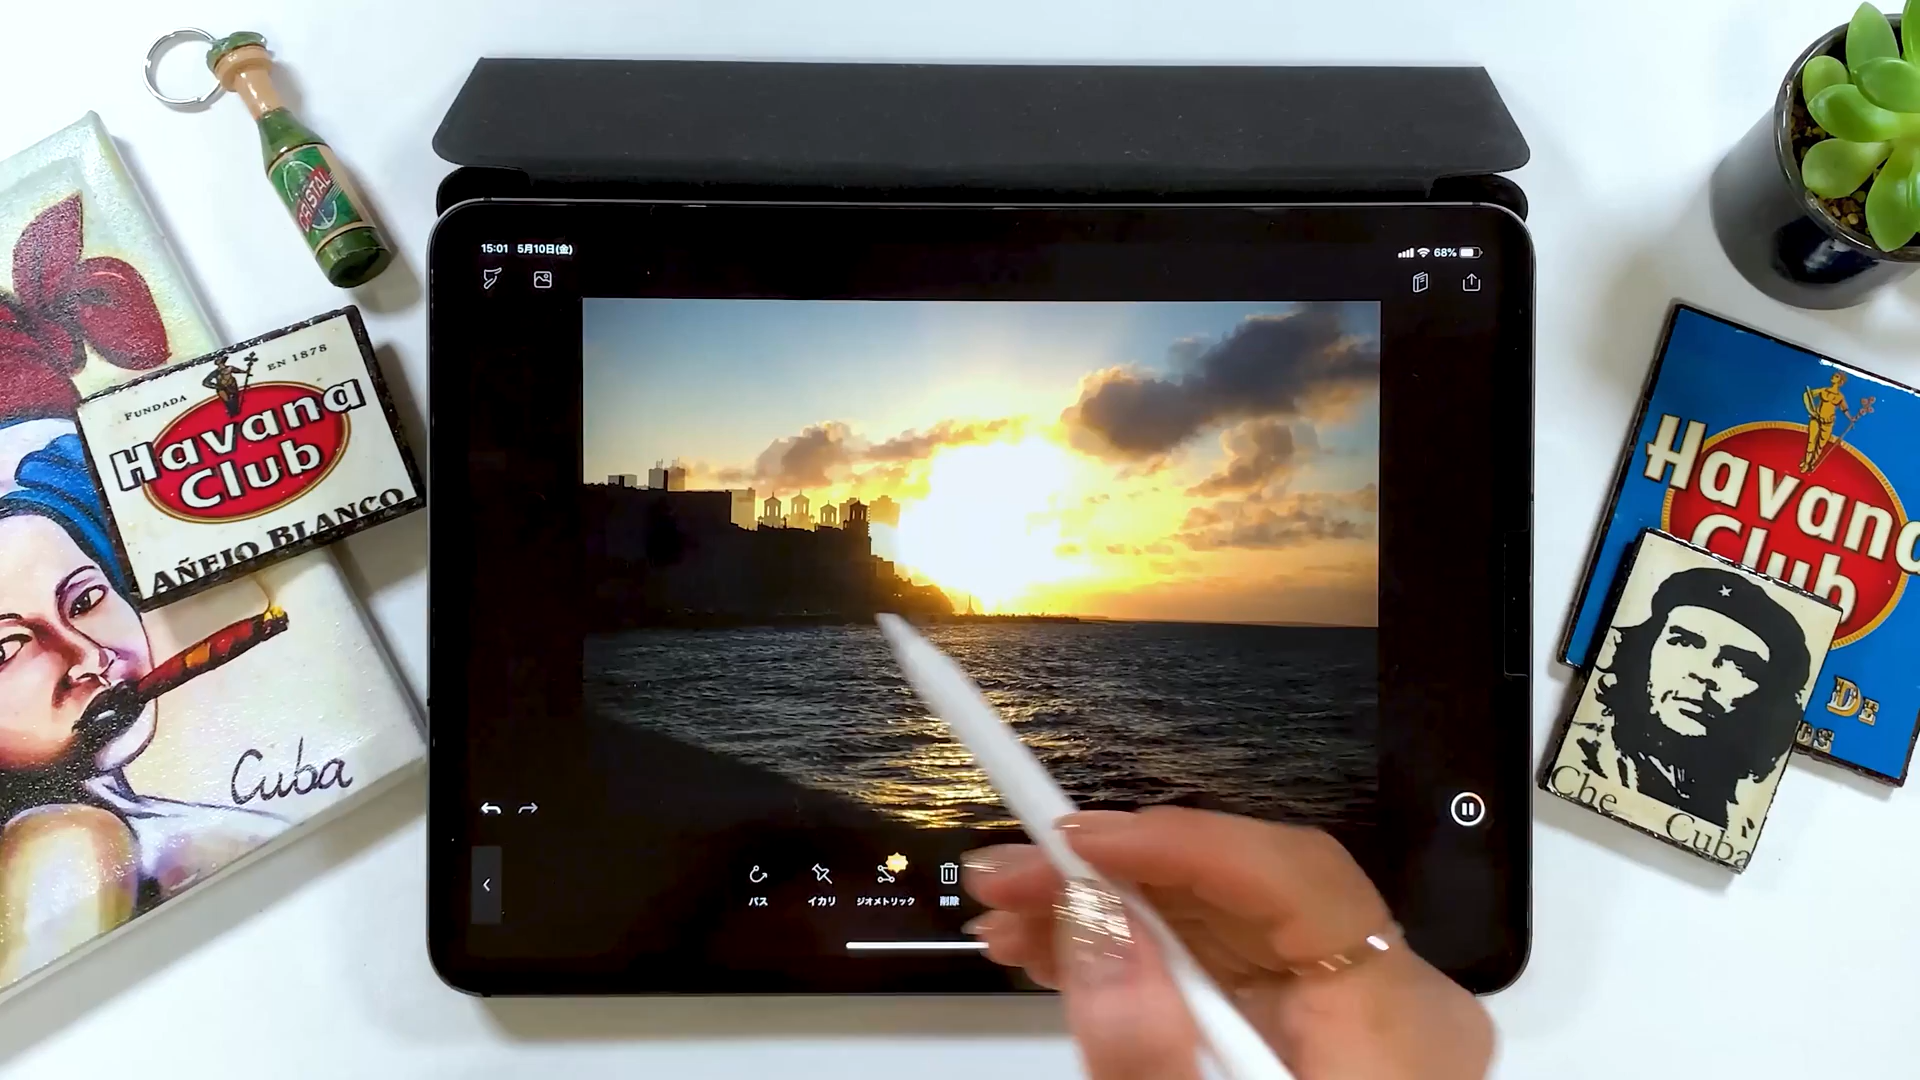 CRISTAL
FUNDADA
EN 1878
Havana
Club
AÑEJO BLANCO
Cuba
15:01 5月10日(金)
68%
パス
イカリ
ジオメトリック
削除
Havana
Club
DE
Che
Cuba